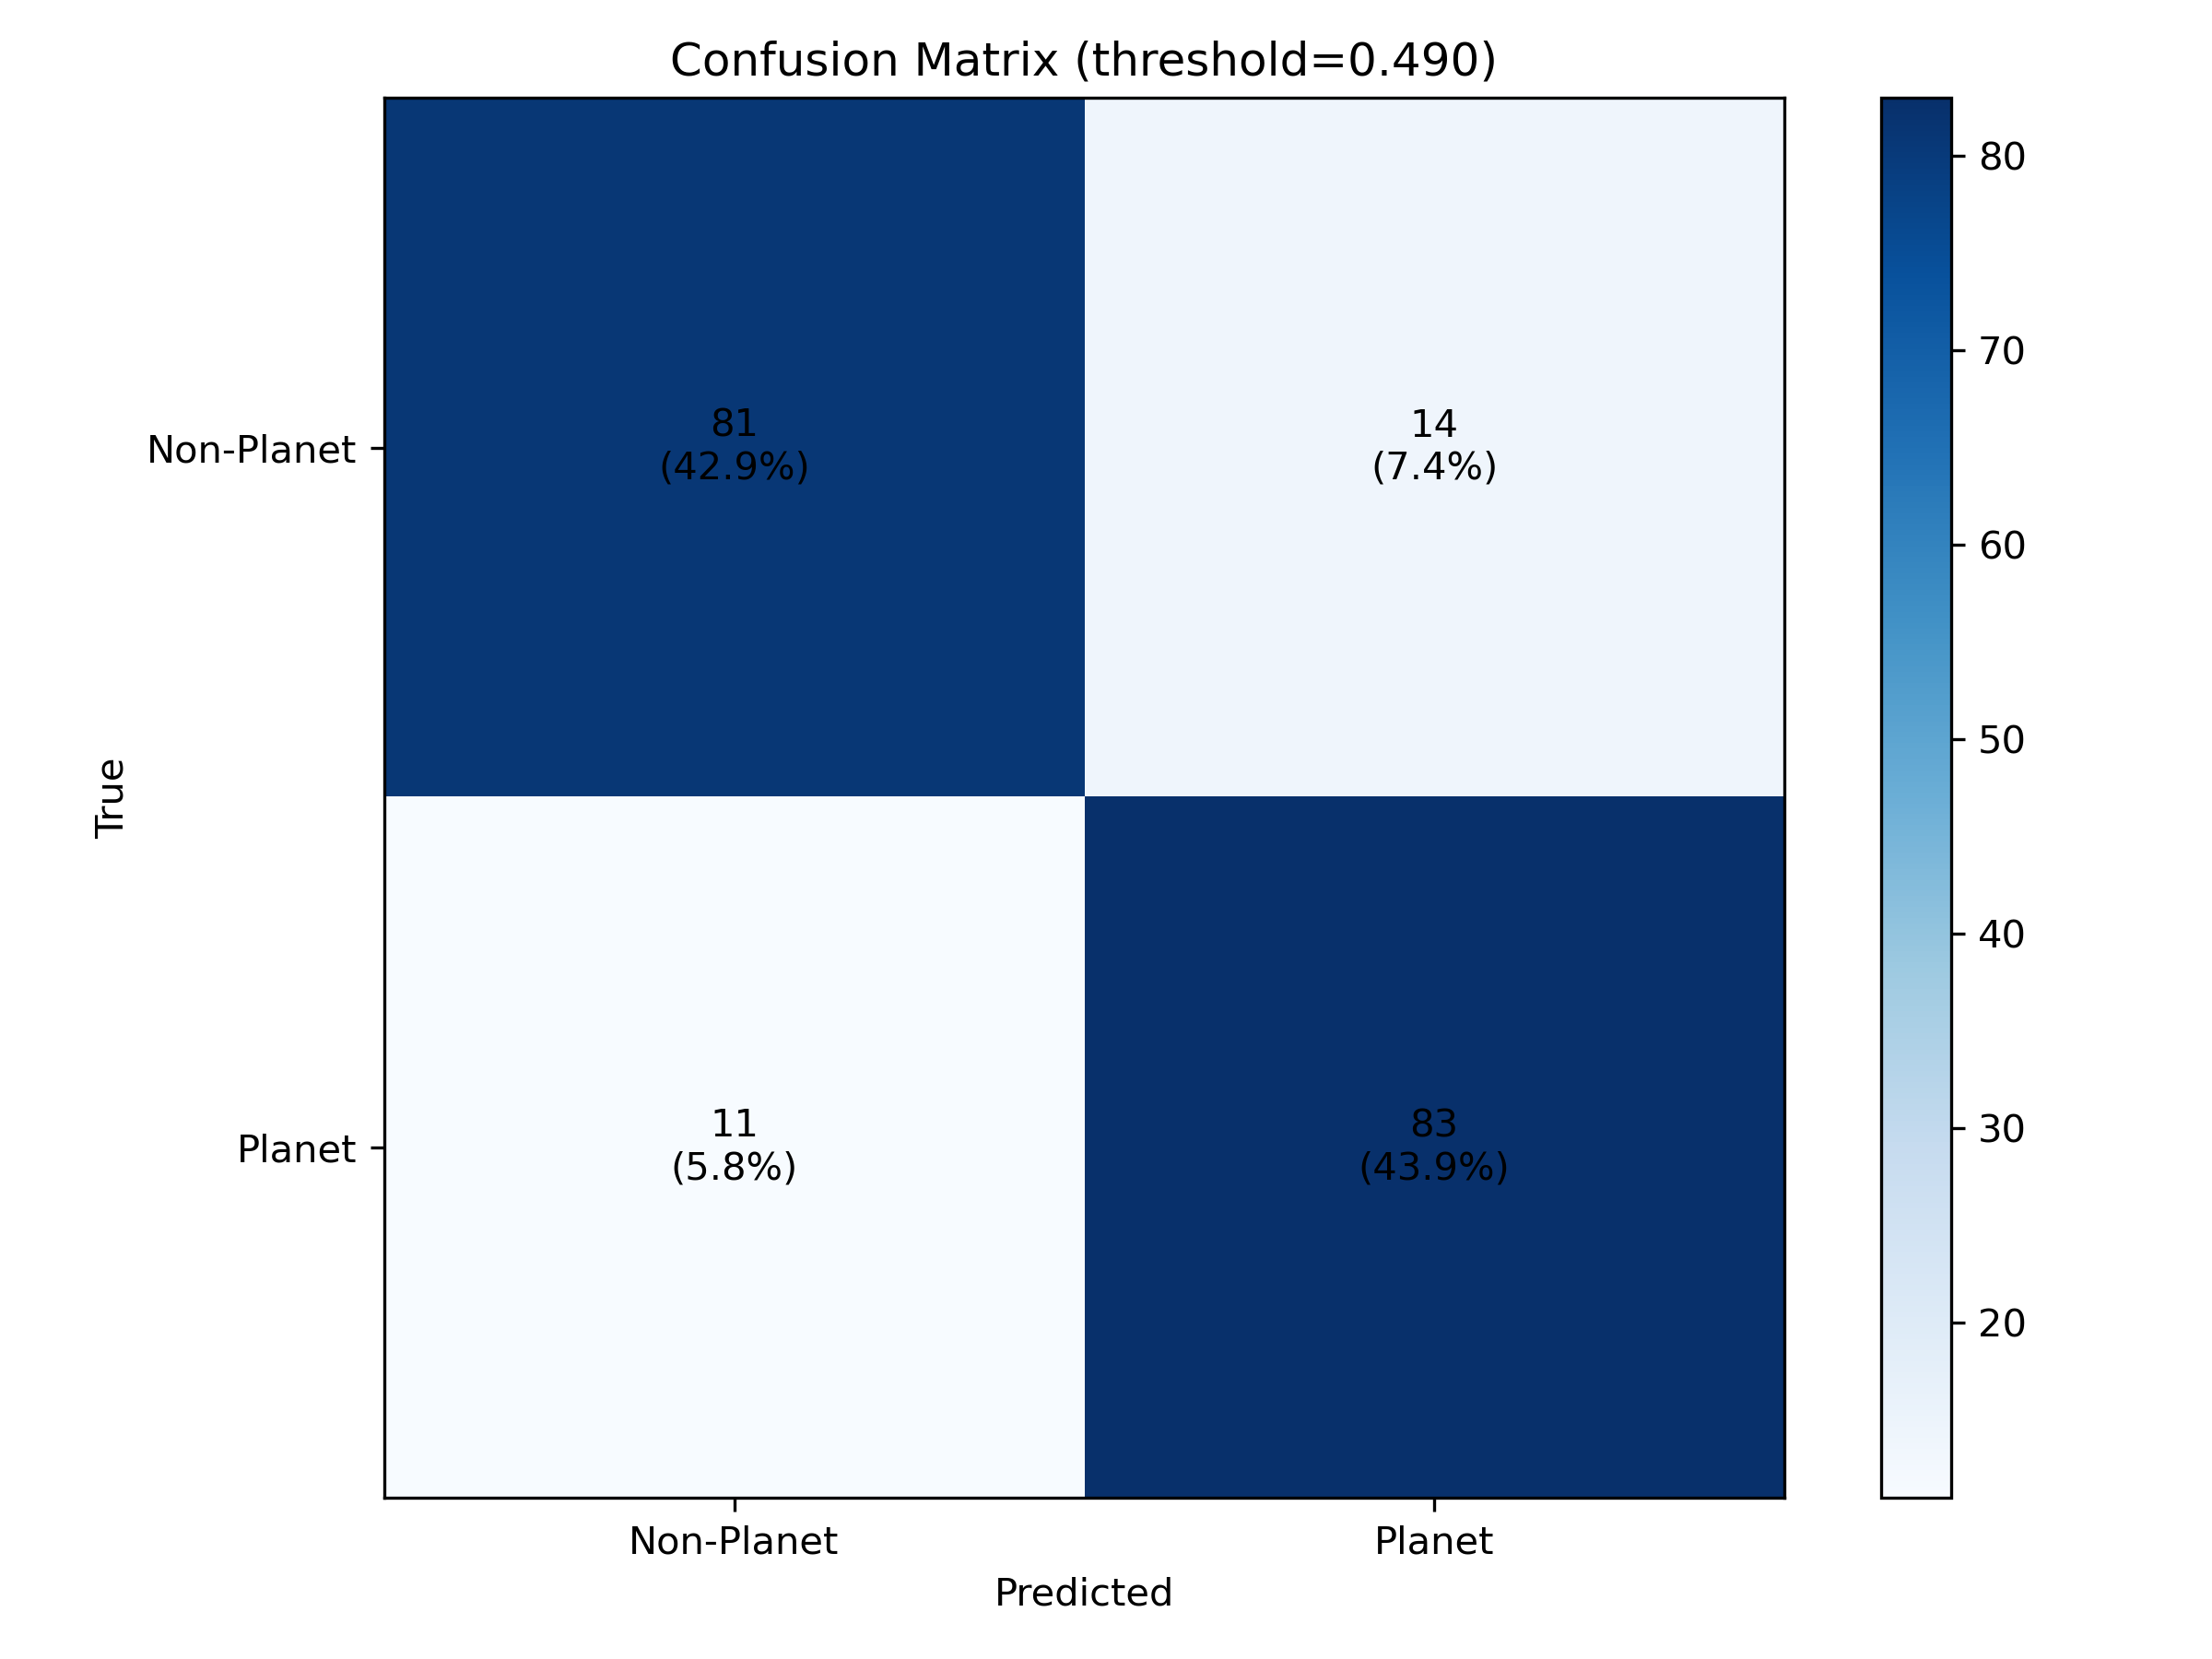 Confusion Matrix (threshold=0.490)
Non-Planet
81
(42.9%)
14
(7.4%)
True
Planet
11
(5.8%)
83
(43.9%)
Non-Planet
Planet
Predicted
80
70
60
50
40
30
20